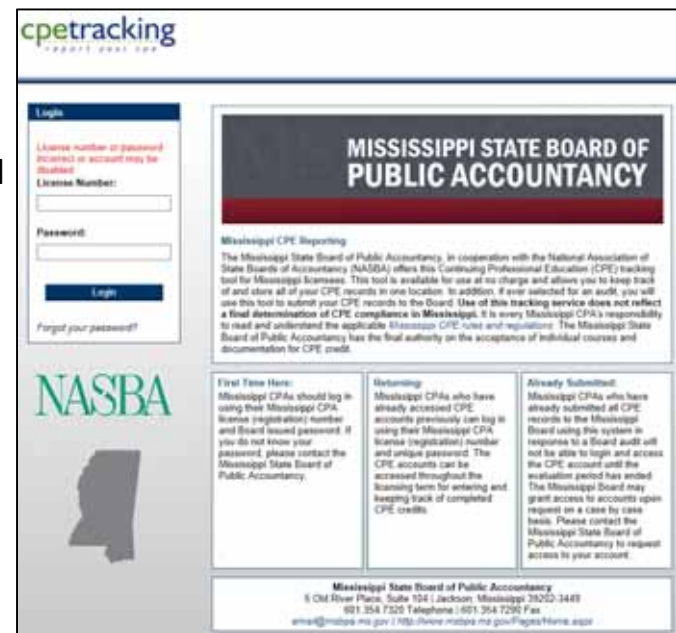 cpetracking
report your cpe
Login
License number or password
incorrect or account may be
disabled
License Number:
Password:
Login
Forgot your password?
NASBA
MISSISSIPPI STATE BOARD OF
PUBLIC ACCOUNTANCY
Mississippi CPE Reporting
The Mississippi State Board of Public Accountancy, in cooperation with the National Association of
State Boards of Accountancy (NASBA) offers this Continuing Professional Education (CPE) tracking
tool for Mississippi licensees. This tool is available for use at no charge and allows you to keep track
of and store all of your CPE records in one location. In addition, if ever selected for an audit, you will
use this tool to submit your CPE records to the Board. Use of this tracking service does not reflect
a final determination of CPE compliance in Mississippi. It is every Mississippi CPA's responsibility
to read and understand the applicable Mississippi CPE rules and regulations. The Mississippi State
Board of Public Accountancy has the final authority on the acceptance of individual courses and
documentation for CPE credit.
First Time Here:
Mississippi CPAs should log in
using their Mississippi CPA
license (registration) number
and Board issued password. If
you do not know your
password, please contact the
Mississippi State Board of
Public Accountancy.
Returning:
Mississippi CPAs who have
already accessed CPE
accounts previously can log in
using their Mississippi CPA
license (registration) number
and unique password. The
CPE accounts can be
accessed throughout the
licensing term for entering and
keeping track of completed
CPE credits.
Already Submitted:
Mississippi CPAs who have
already submitted all CPE
records to the Mississippi
Board using this system in
response to a Board audit will
not be able to login and access
the CPE account until the
evaluation period has ended.
The Mississippi Board may
grant access to accounts upon
request on a case by case
basis. Please contact the
Mississippi State Board of
Public Accountancy to request
access to your account.
Mississippi State Board of Public Accountancy
5 Old River Place, Suite 104 | Jackson, Mississippi 39202-3449
601.354.7320 Telephone | 601.354.7290 Fax
email@msbpa.ms.gov | http://www.msbpa.ms.gov/Pages/Home.aspx